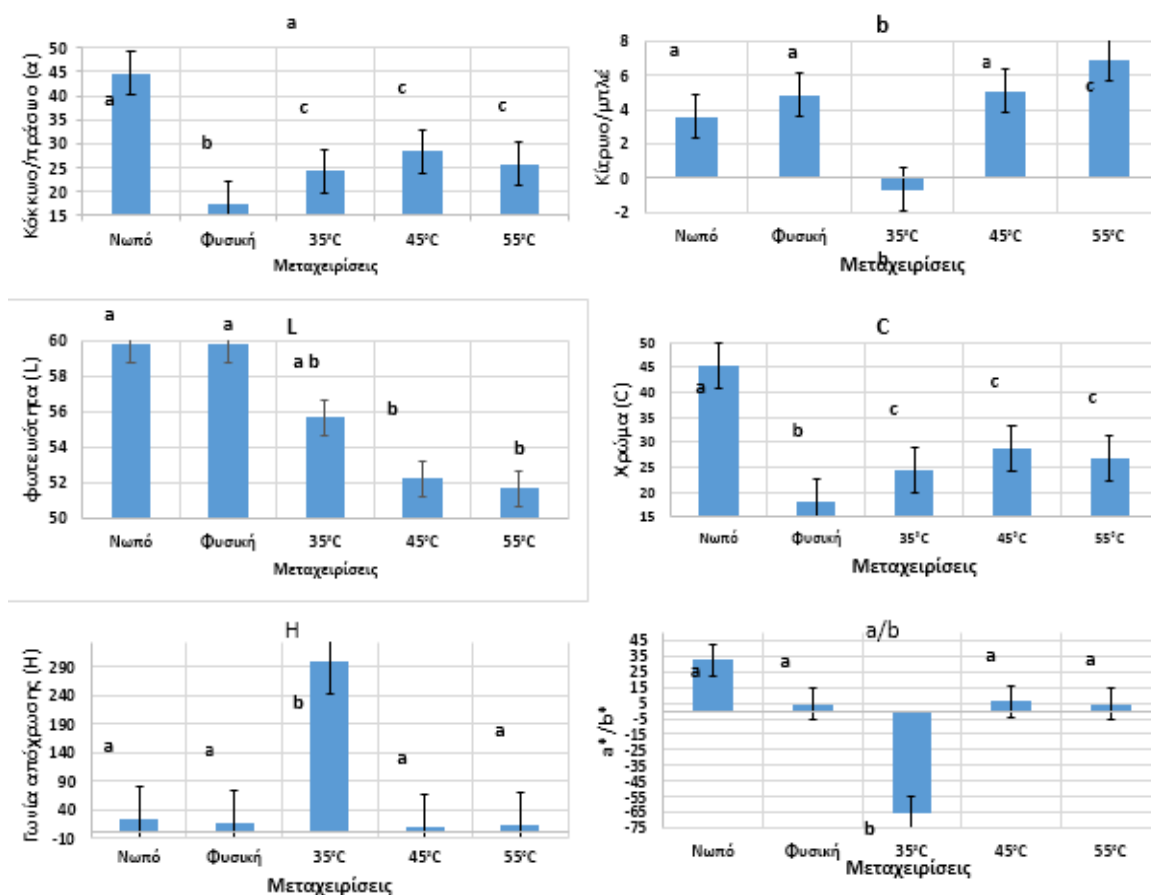 a
Κόκκινο/πράσινο (α)
50
45
40
35
30
25
20
15
a b c c c
Νωπό Φυσική 35°C 45°C 55°C
Μεταχειρίσεις
b
Κίτρινο/μπλέ
8
6
4
2
0
-2
a a b a c
Νωπό Φυσική 35°C 45°C 55°C
Μεταχειρίσεις
L
φωτεινότητα (L)
60
58
56
54
52
50
a a a b b b
Νωπό Φυσική 35°C 45°C 55°C
Μεταχειρίσεις
C
Χρώμα (C)
50
45
40
35
30
25
20
15
a b c c c
Νωπό Φυσική 35°C 45°C 55°C
Μεταχειρίσεις
H
Γωνία απόχρωσης (H)
290
240
190
140
90
40
-10
a a b a a
Νωπό Φυσική 35°C 45°C 55°C
Μεταχειρίσεις
a/b
a*/b*
45
35
25
15
5
-5
-15
-25
-35
-45
-55
-65
-75
a a b a a
Νωπό Φυσική 35°C 45°C 55°C
Μεταχειρίσεις